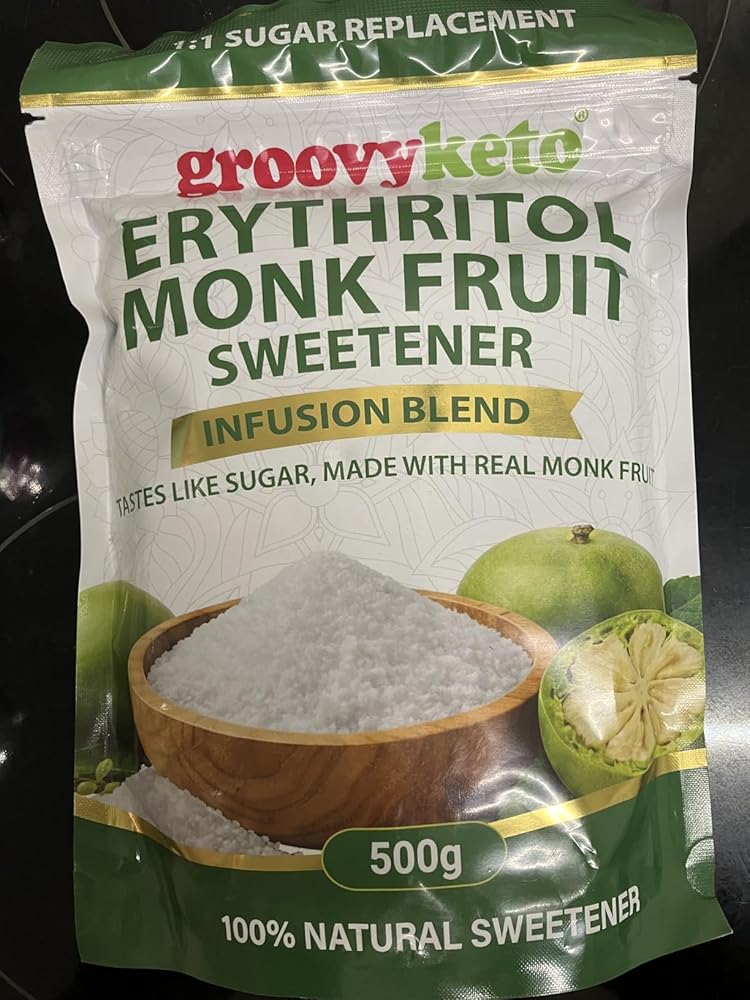 1:1 SUGAR REPLACEMENT
groovyketo®
ERYTHRITOL
MONK FRUIT
SWEETENER
INFUSION BLEND
TASTES LIKE SUGAR, MADE WITH REAL MONK FRUIT
500g
100% NATURAL SWEETENER